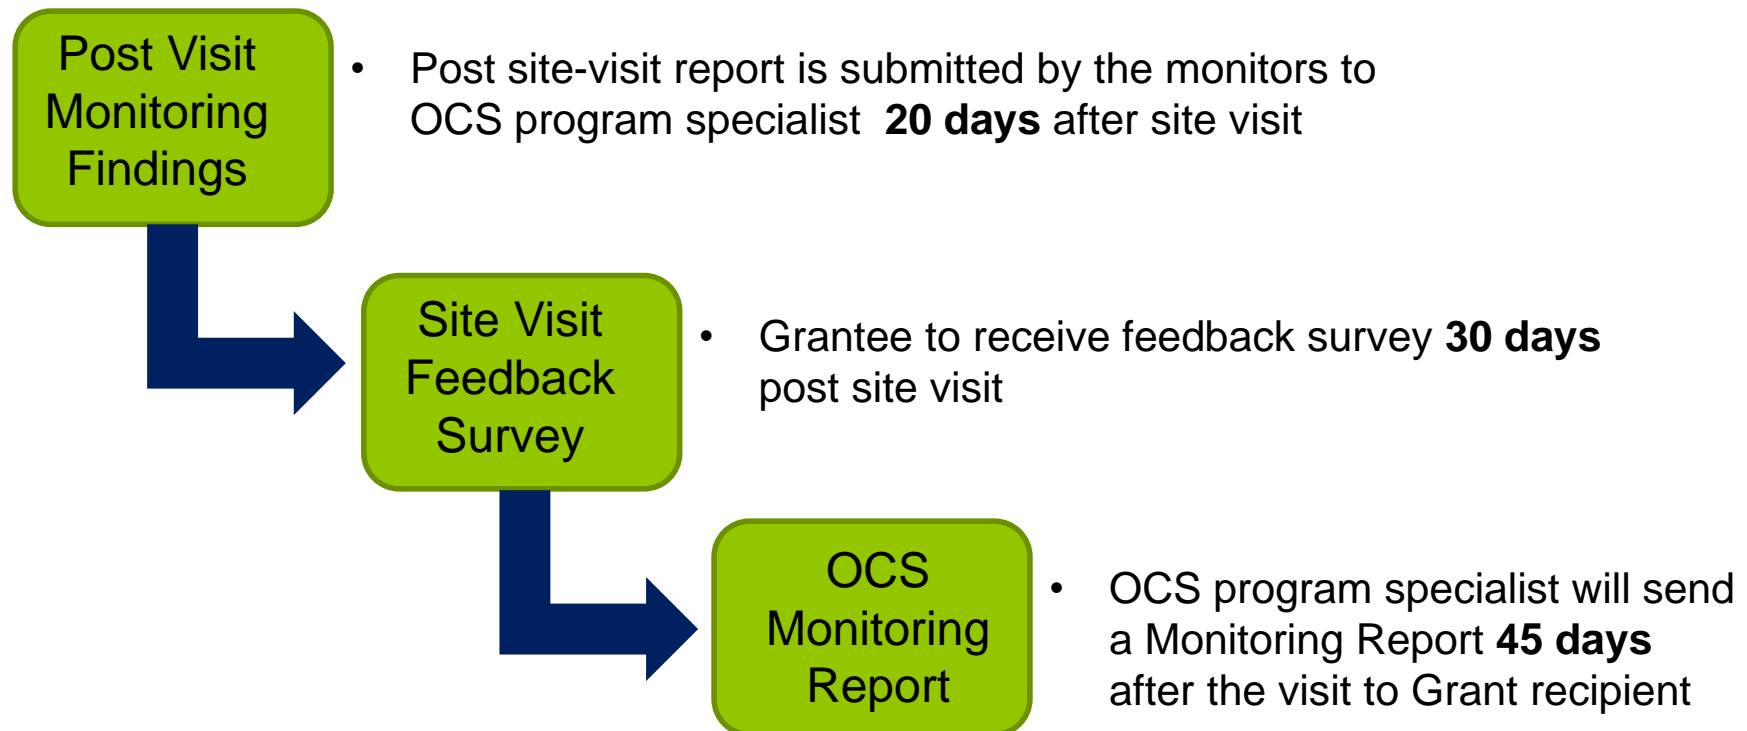 Post Visit
Monitoring
Findings
• Post site-visit report is submitted by the monitors to
OCS program specialist 20 days after site visit
Site Visit
Feedback
Survey
• Grantee to receive feedback survey 30 days
post site visit
OCS
Monitoring
Report
• OCS program specialist will send
a Monitoring Report 45 days
after the visit to Grant recipient